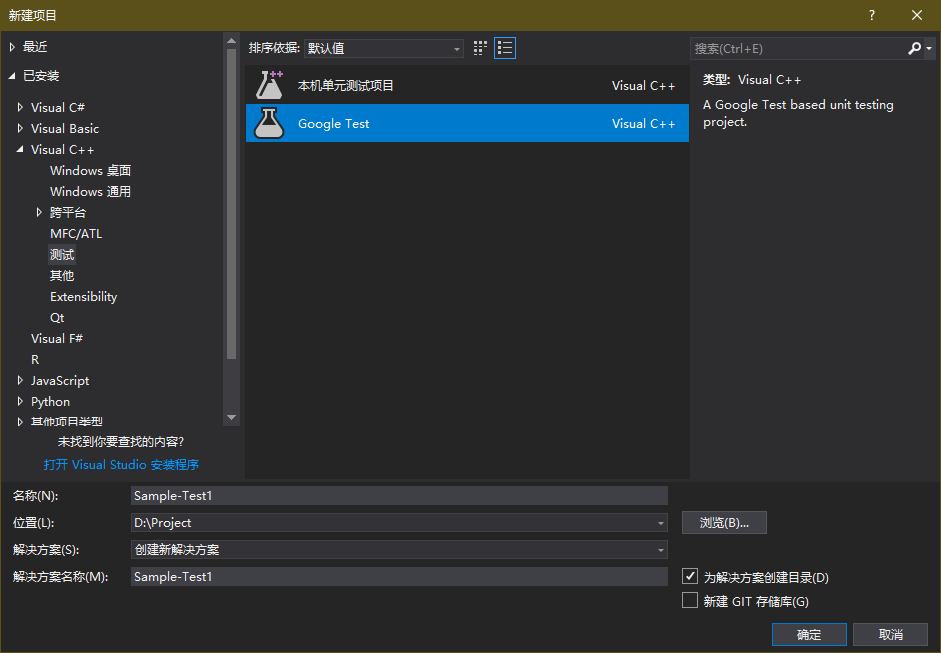 新建项目
?
最近
已安装
Visual C#
Visual Basic
Visual C++
Windows 桌面
Windows 通用
跨平台
MFC/ATL
测试
其他
Extensibility
Qt
Visual F#
R
JavaScript
Python
其他项目类型
未找到你要查找的内容?
打开 Visual Studio 安装程序
排序依据: 默认值
本机单元测试项目 Visual C++
Google Test Visual C++
搜索(Ctrl+E)
类型: Visual C++
A Google Test based unit testing
project.
名称(N): Sample-Test1
位置(L): D:\Project 浏览(B)...
解决方案(S): 创建新解决方案
解决方案名称(M): Sample-Test1
为解决方案创建目录(D)
新建 GIT 存储库(G)
确定 取消